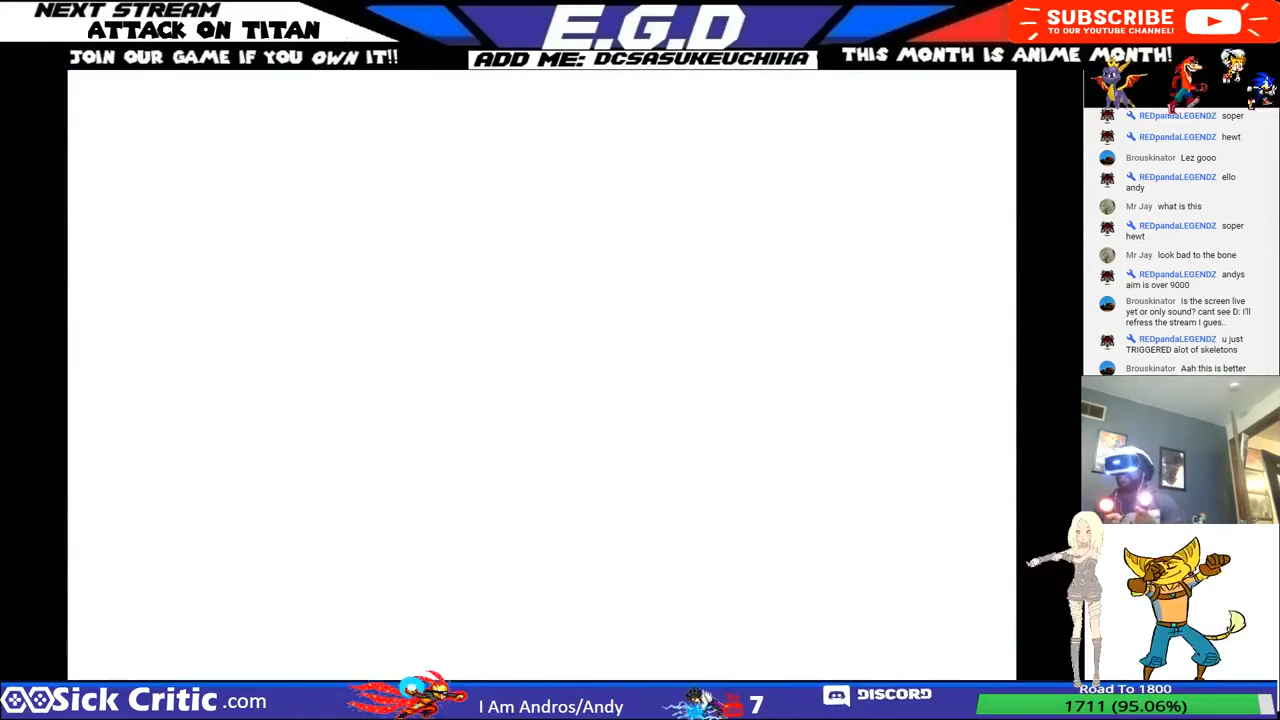 NEXT STREAM
ATTACK ON TITAN
JOIN OUR GAME IF YOU OWN IT!!
E.G.D
ADD ME: DCSASUKEUCHIHA
THIS MONTH IS ANIME MONTH!
SUBSCRIBE
TO OUR YOUTUBE CHANNEL!
REDpandaLEGENDZ soper
REDpandaLEGENDZ hewt
Brouskinator Lez gooo
REDpandaLEGENDZ ello
andy
Mr Jay what is this
REDpandaLEGENDZ soper
hewt
Mr Jay look bad to the bone
REDpandaLEGENDZ andys
aim is over 9000
Brouskinator Is the screen live
yet or only sound? cant see D: I'll
refress the stream I gues..
REDpandaLEGENDZ u just
TRIGGERED alot of skeletons
Brouskinator Aah this is better
Sick Critic .com
I Am Andros/Andy
7
DISCORD
Road To 1800
1711 (95.06%)